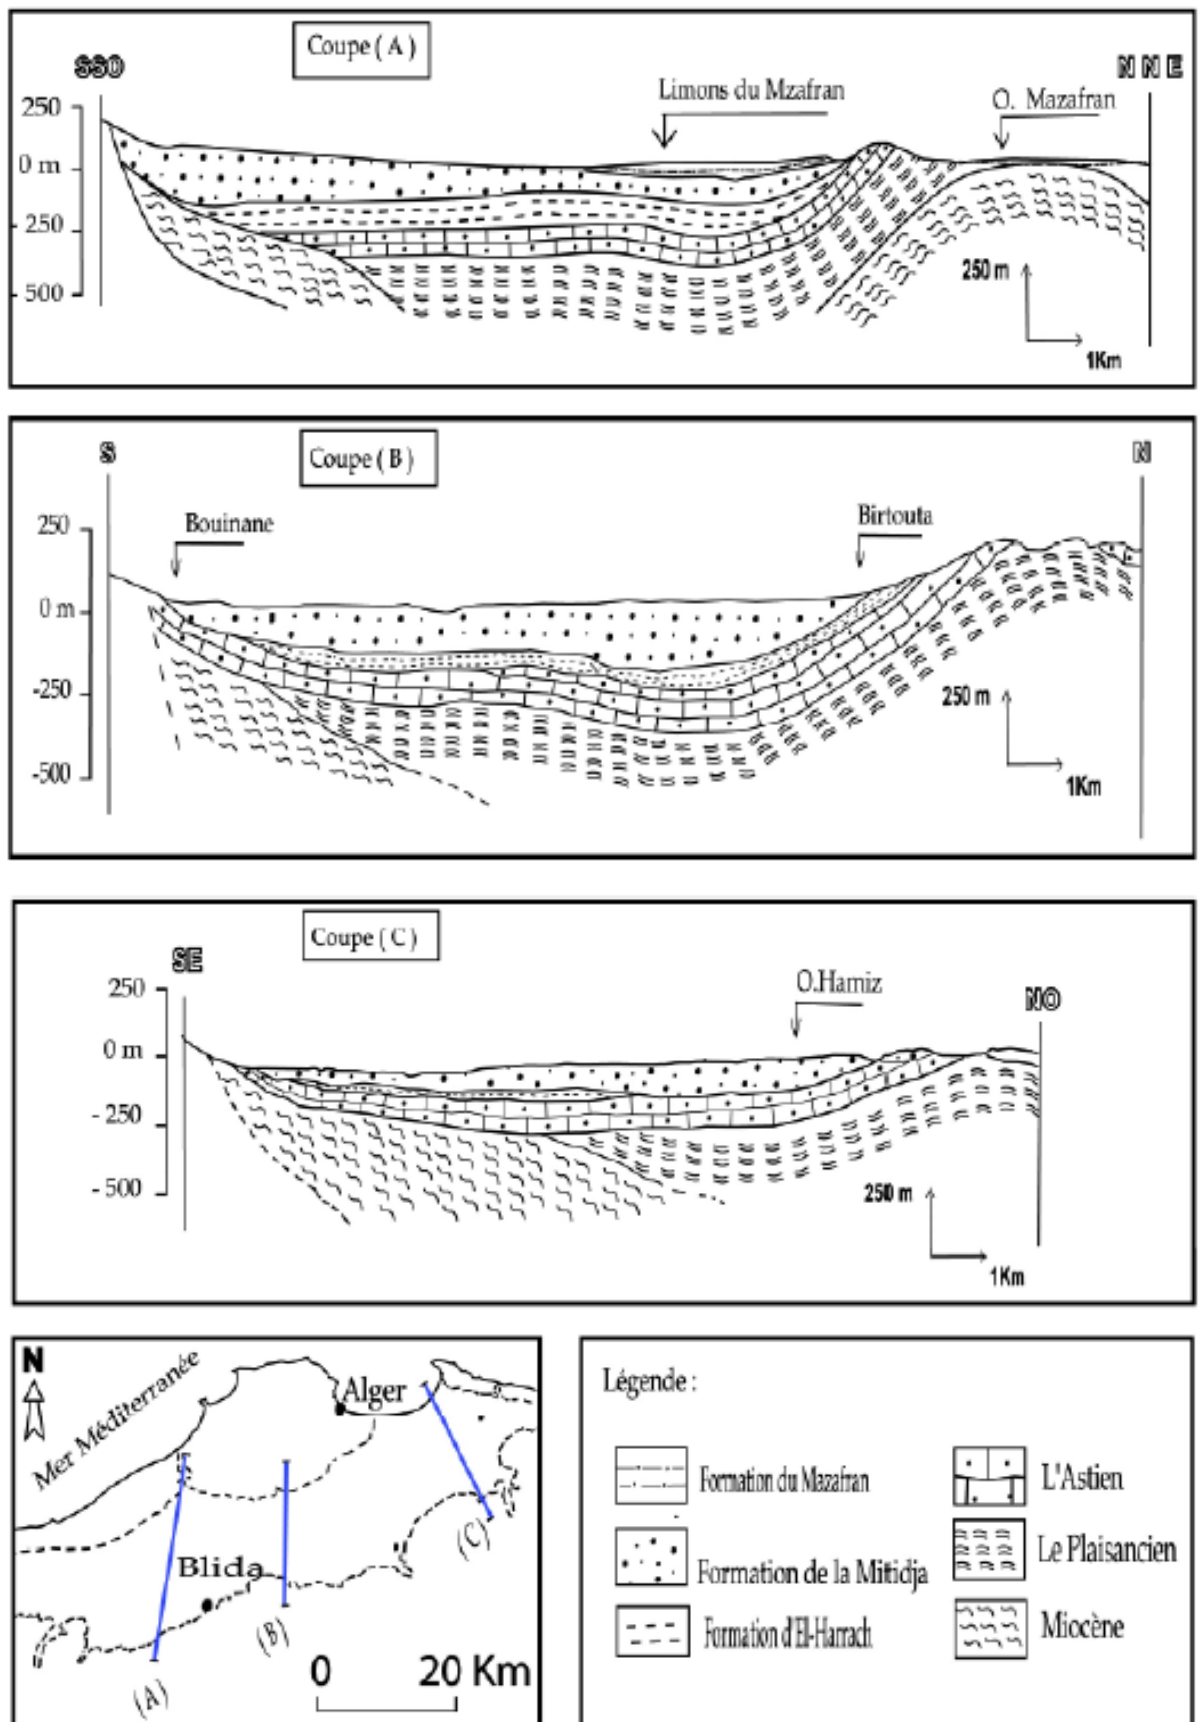 Coupe ( A )
SSO
N N E
Limons du Mzafran
O. Mazafran
250
0 m
- 250
- 500
250 m
1Km
Coupe ( B )
S
N
Bouinane
Birtouta
250
0 m
-250
-500
250 m
1Km
Coupe ( C )
SE
NO
O.Hamiz
250
0 m
- 250
- 500
250 m
1Km
N
Mer Méditerranée
Alger
Blida
(A)
(B)
(C)
0 20 Km
Légende :
Formation du Mazafran
Formation de la Mitidja
Formation d'El-Harrach
L'Astien
Le Plaisancien
Miocène